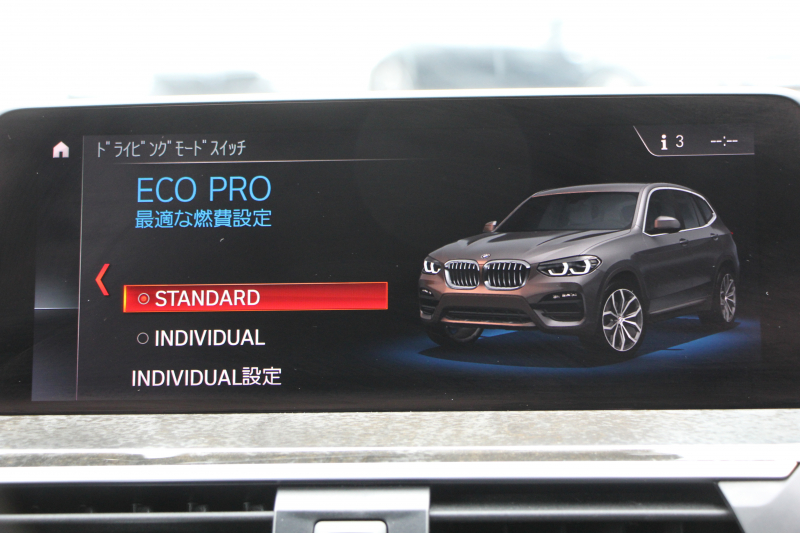 ﾄﾞﾗｲﾋﾞﾝｸﾞﾓｰﾄﾞｽｲｯﾁ
i 3 --:--
ECO PRO
最適な燃費設定
STANDARD
INDIVIDUAL
INDIVIDUAL設定